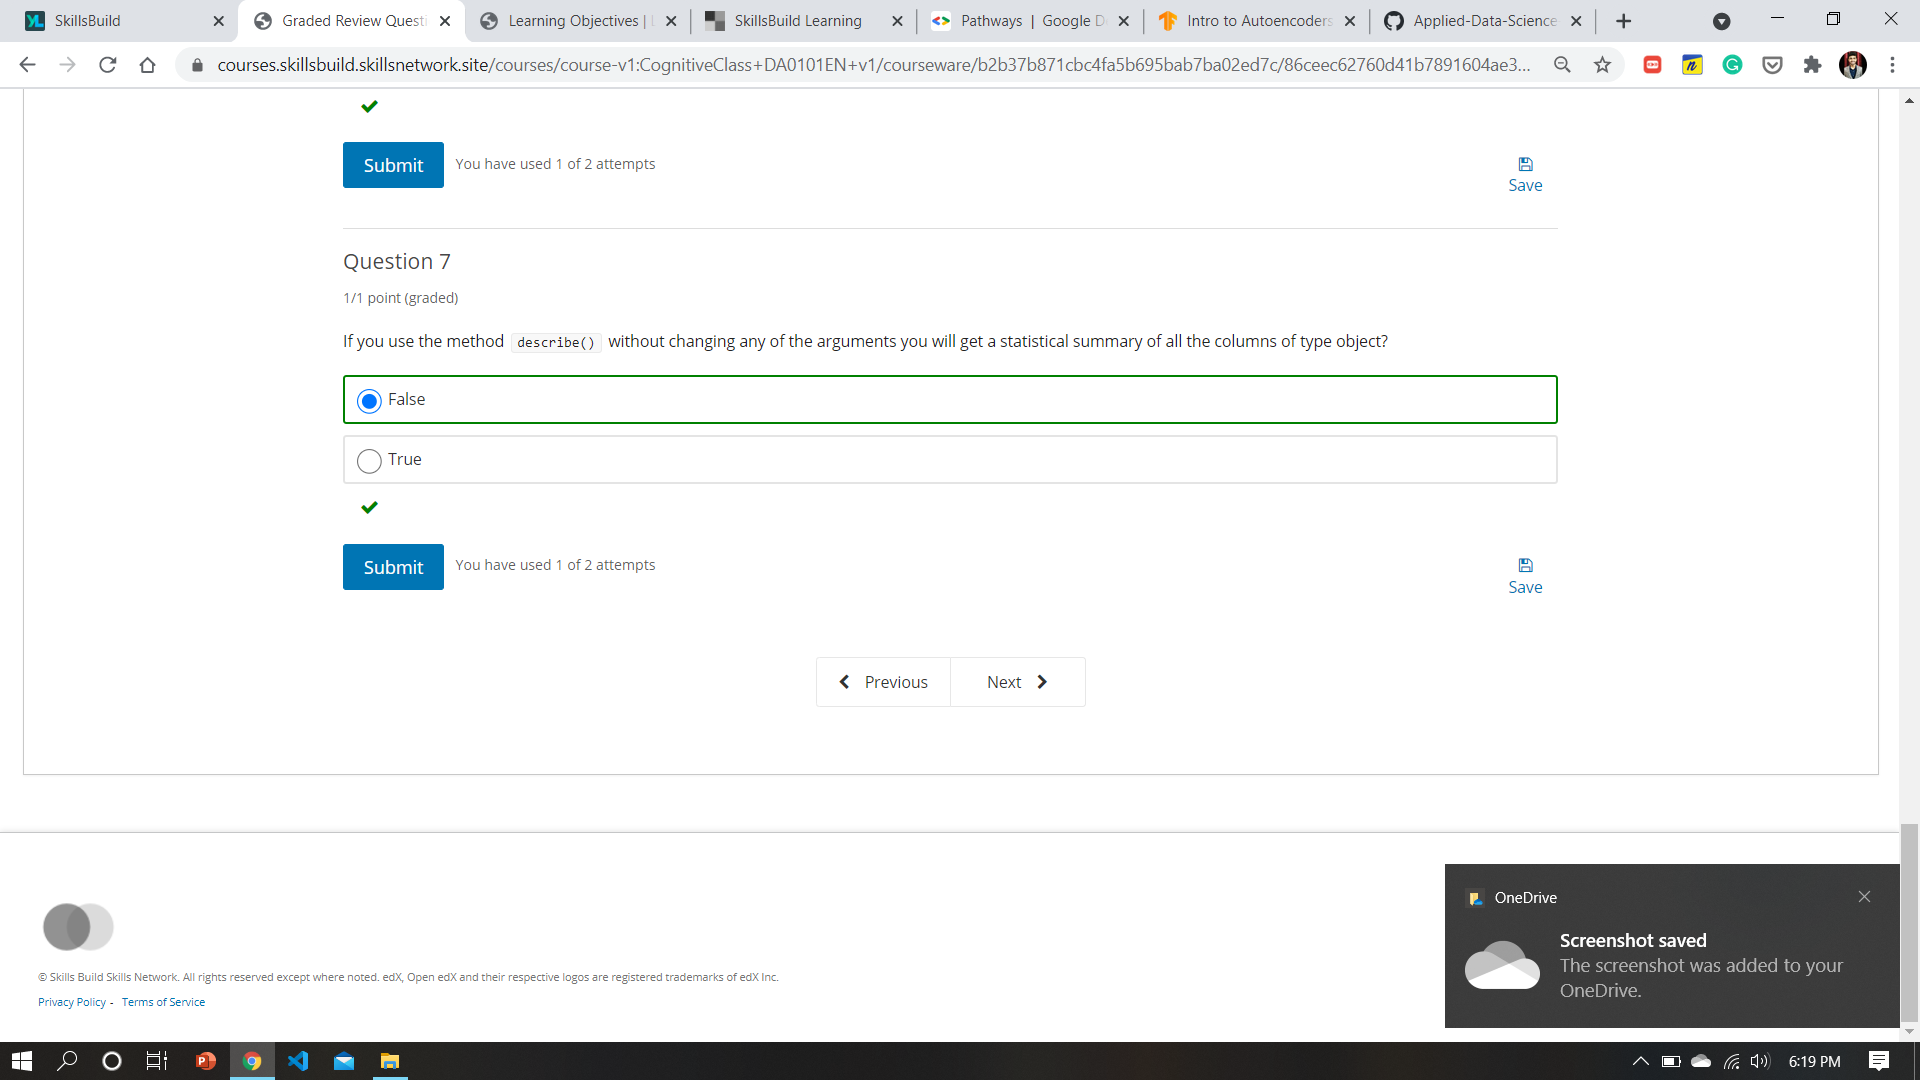 SkillsBuild
Graded Review Questi
Learning Objectives | L
SkillsBuild Learning
Pathways | Google D
Intro to Autoencoders
Applied-Data-Science
courses.skillsbuild.skillsnetwork.site/courses/course-v1:CognitiveClass+DA0101EN+v1/courseware/b2b37b871cbc4fa5b695bab7ba02ed7c/86ceec62760d41b7891604ae3...
Submit You have used 1 of 2 attempts
Save
Question 7
1/1 point (graded)
If you use the method describe() without changing any of the arguments you will get a statistical summary of all the columns of type object?
False
True
Submit You have used 1 of 2 attempts
Save
Previous Next
OneDrive
Screenshot saved
The screenshot was added to your
OneDrive.
© Skills Build Skills Network. All rights reserved except where noted. edX, Open edX and their respective logos are registered trademarks of edX Inc.
Privacy Policy - Terms of Service
6:19 PM